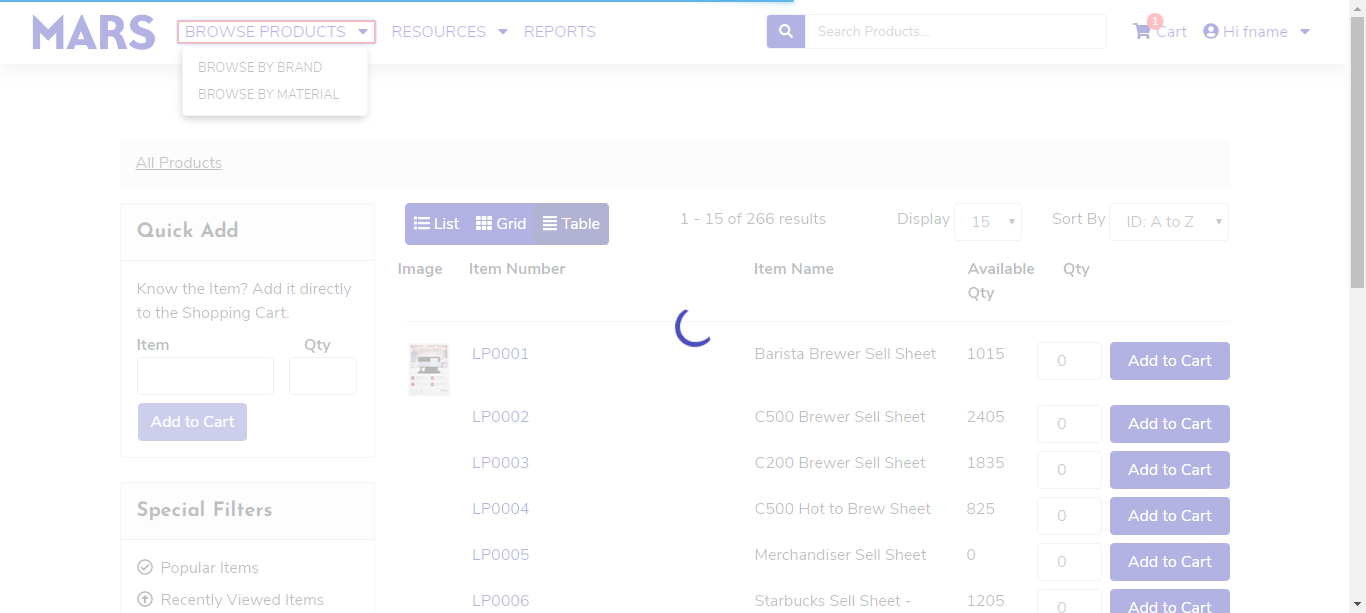 MARS
BROWSE PRODUCTS
RESOURCES
REPORTS
Search Products...
1
Cart
Hi fname
BROWSE BY BRAND
BROWSE BY MATERIAL
All Products
Quick Add
Know the Item? Add it directly
to the Shopping Cart.
Item Qty
Add to Cart
Special Filters
Popular Items
Recently Viewed Items
List Grid Table
1 - 15 of 266 results
Display 15
Sort By ID: A to Z
Image Item Number Item Name Available Qty
Qty
LP0001 Barista Brewer Sell Sheet 1015 0 Add to Cart
LP0002 C500 Brewer Sell Sheet 2405 0 Add to Cart
LP0003 C200 Brewer Sell Sheet 1835 0 Add to Cart
LP0004 C500 Hot to Brew Sheet 825 0 Add to Cart
LP0005 Merchandiser Sell Sheet 0 0 Add to Cart
LP0006 Starbucks Sell Sheet - 1205 0 Add to Cart